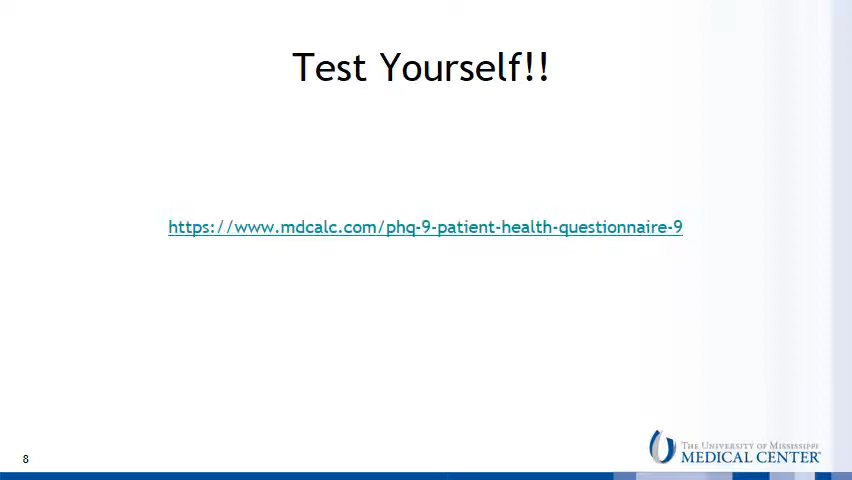 Test Yourself!!
https://www.mdcalc.com/phq-9-patient-health-questionnaire-9
8
THE UNIVERSITY OF MISSISSIPPI
MEDICAL CENTER